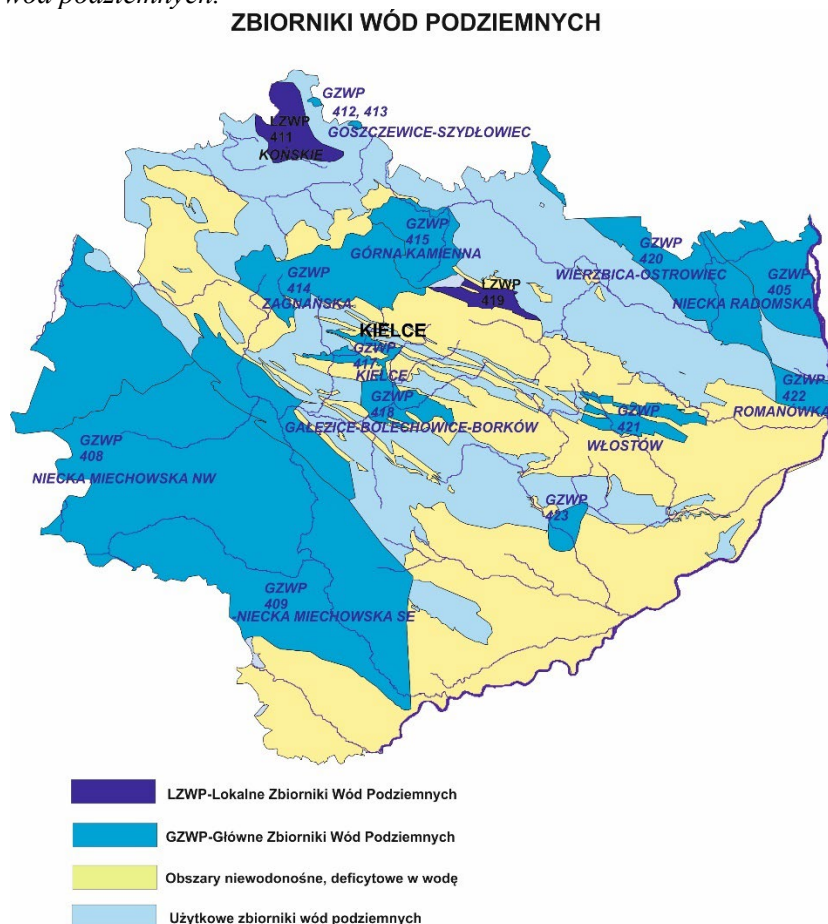 wód podziemnych.
ZBIORNIKI WÓD PODZIEMNYCH
GZWP
412, 413
GOSZCZEWICE-SZYDŁOWIEC
LZWP
411
KOŃSKIE
GZWP
415
GÓRNA KAMIENNA
GZWP
414
ZAGNAŃSKA
GZWP
420
WIERZBICA-OSTROWIEC
GZWP
405
NIECKA RADOMSKA
LZWP
419
KIELCE
GZWP
417
KIELCE
GZWP
418
GAŁĘZICE-BOLECHOWICE-BORKÓW
GZWP
422
ROMANÓWKA
GZWP
421
WŁOSTÓW
GZWP
408
NIECKA MIECHOWSKA NW
GZWP
423
GZWP
409
-NIECKA MIECHOWSKA SE
LZWP-Lokalne Zbiorniki Wód Podziemnych
GZWP-Główne Zbiorniki Wód Podziemnych
Obszary niewodonośne, deficytowe w wodę
Użytkowe zbiorniki wód podziemnych